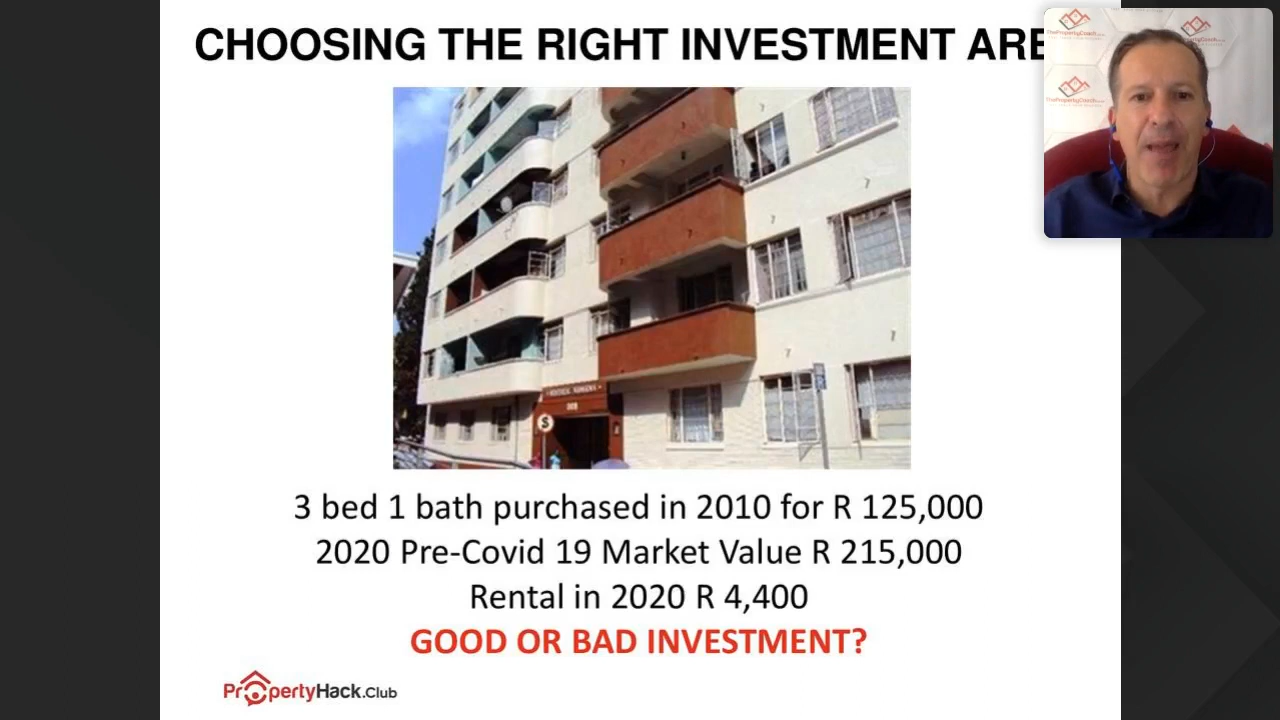 CHOOSING THE RIGHT INVESTMENT ARE
3 bed 1 bath purchased in 2010 for R 125,000
2020 Pre-Covid 19 Market Value R 215,000
Rental in 2020 R 4,400
GOOD OR BAD INVESTMENT?
PropertyHack.Club